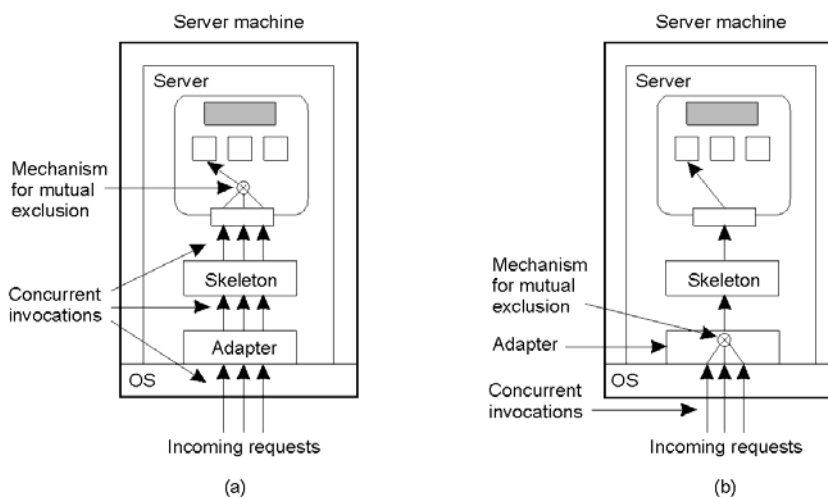 Server machine
Server
Mechanism
for mutual
exclusion
Concurrent
invocations
Skeleton
Adapter
OS
Incoming requests
(a)
Server machine
Server
Mechanism
for mutual
exclusion
Skeleton
Adapter
OS
Concurrent
invocations
Incoming requests
(b)